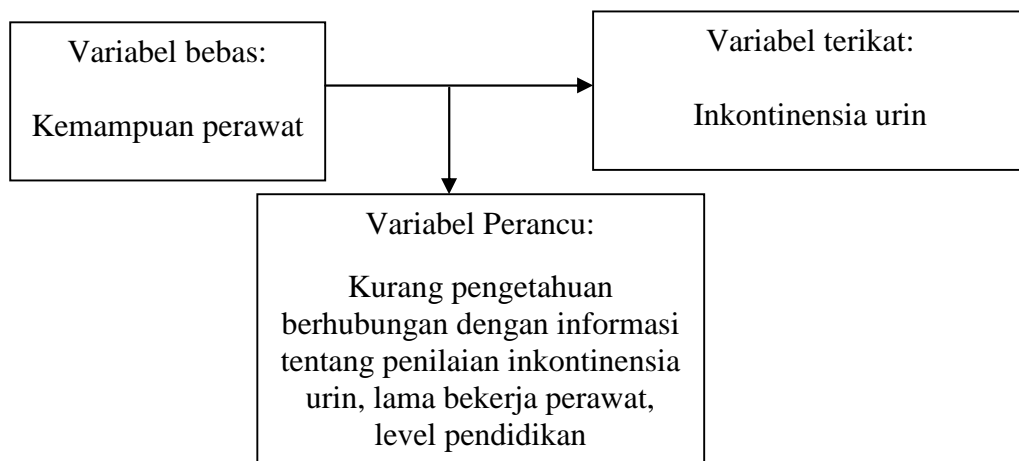 Variabel bebas:
Kemampuan perawat
Variabel terikat:
Inkontinensia urin
Variabel Perancu:
Kurang pengetahuan
berhubungan dengan informasi
tentang penilaian inkontinensia
urin, lama bekerja perawat,
level pendidikan